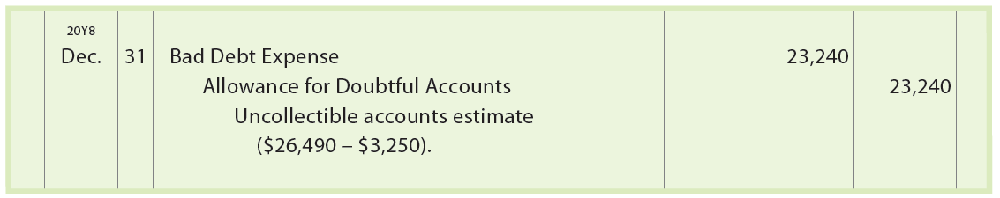 20Y8
Dec. 31 Bad Debt Expense 23,240
Allowance for Doubtful Accounts 23,240
Uncollectible accounts estimate
($26,490 – $3,250).